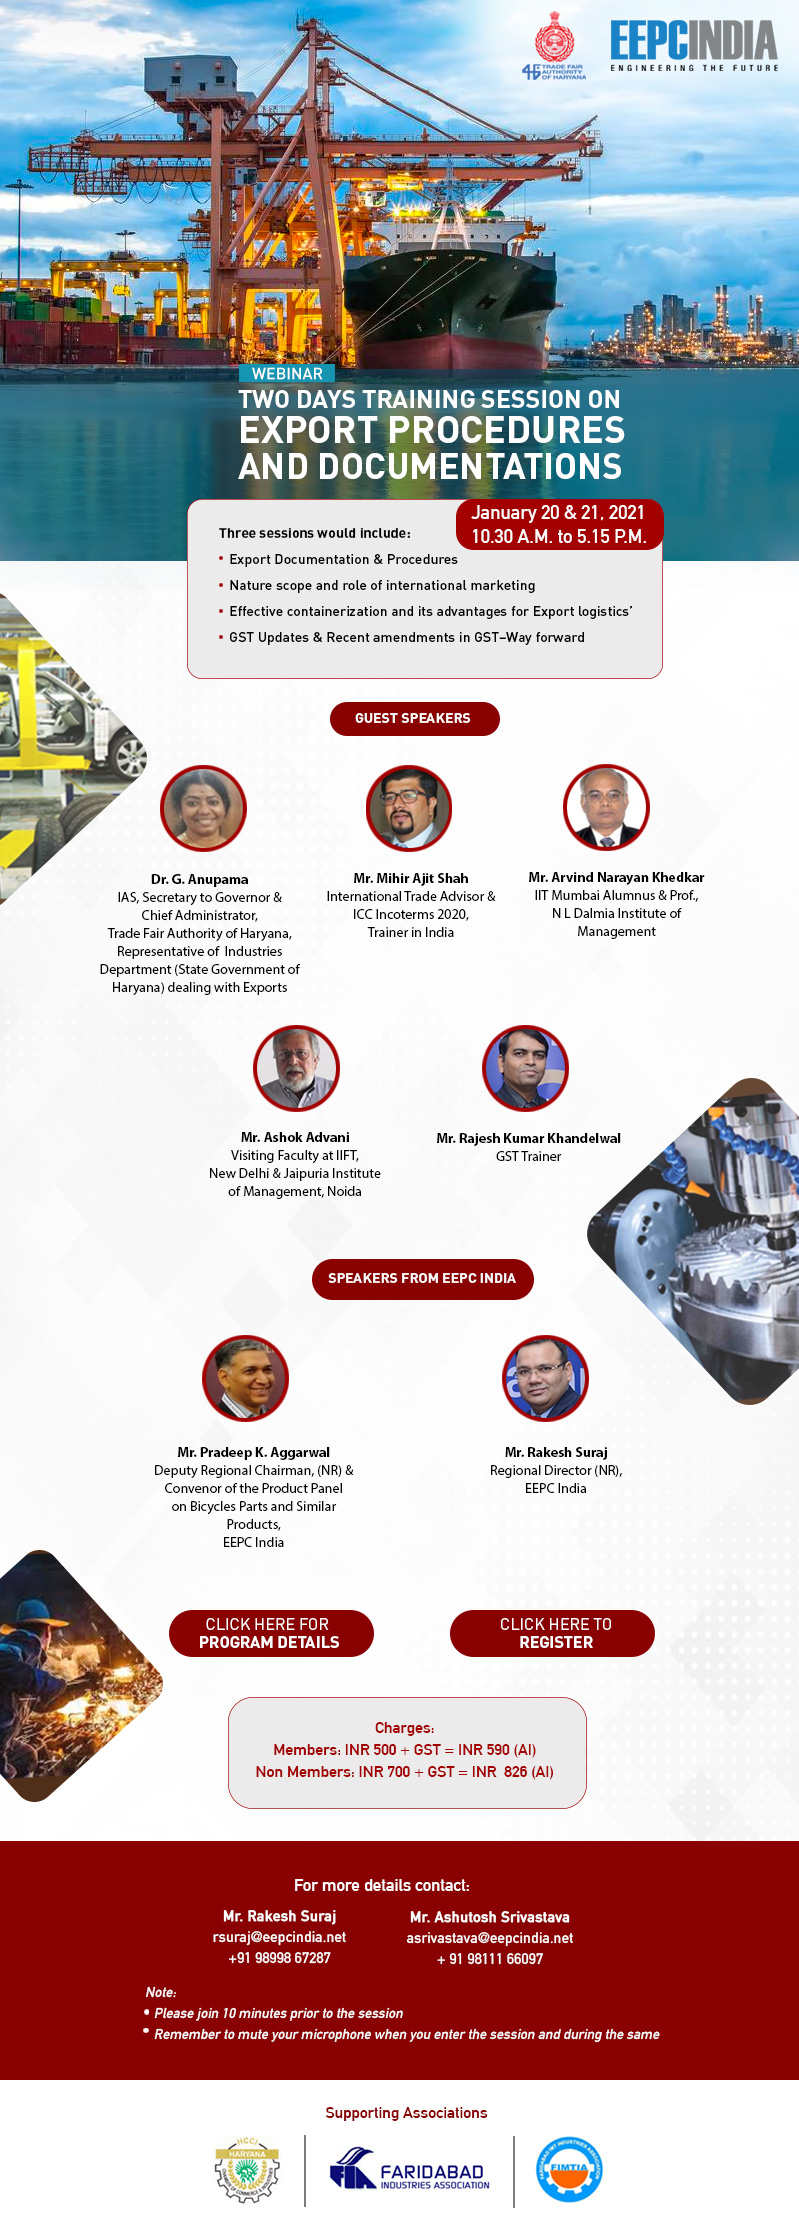 TRADE FAIR
AUTHORITY
OF HARYANA
EEPCINDIA
ENGINEERING THE FUTURE
WEBINAR
TWO DAYS TRAINING SESSION ON
EXPORT PROCEDURES
AND DOCUMENTATIONS
January 20 & 21, 2021
10.30 A.M. to 5.15 P.M.
Three sessions would include:
• Export Documentation & Procedures
• Nature scope and role of international marketing
• Effective containerization and its advantages for Export logistics’
• GST Updates & Recent amendments in GST–Way forward
GUEST SPEAKERS
Dr. G. Anupama
IAS, Secretary to Governor &
Chief Administrator,
Trade Fair Authority of Haryana,
Representative of Industries
Department (State Government of
Haryana) dealing with Exports
Mr. Mihir Ajit Shah
International Trade Advisor &
ICC Incoterms 2020,
Trainer in India
Mr. Arvind Narayan Khedkar
IIT Mumbai Alumnus & Prof.,
N L Dalmia Institute of
Management
Mr. Ashok Advani
Visiting Faculty at IIFT,
New Delhi & Jaipuria Institute
of Management, Noida
Mr. Rajesh Kumar Khandelwal
GST Trainer
SPEAKERS FROM EEPC INDIA
Mr. Pradeep K. Aggarwal
Deputy Regional Chairman, (NR) &
Convenor of the Product Panel
on Bicycles Parts and Similar
Products,
EEPC India
Mr. Rakesh Suraj
Regional Director (NR),
EEPC India
CLICK HERE FOR
PROGRAM DETAILS
CLICK HERE TO
REGISTER
Charges:
Members: INR 500 + GST = INR 590 (AI)
Non Members: INR 700 + GST = INR 826 (AI)
For more details contact:
Mr. Rakesh Suraj
rsuraj@eepcindia.net
+91 98998 67287
Mr. Ashutosh Srivastava
asrivastava@eepcindia.net
+ 91 98111 66097
Note:
• Please join 10 minutes prior to the session
• Remember to mute your microphone when you enter the session and during the same
Supporting Associations
HCCI
HARYANA
CHAMBER OF COMMERCE & INDUSTRIES
FARIDABAD
INDUSTRIES ASSOCIATION
FARIDABAD IMT INDUSTRIES ASSOCIATION
FIMTIA